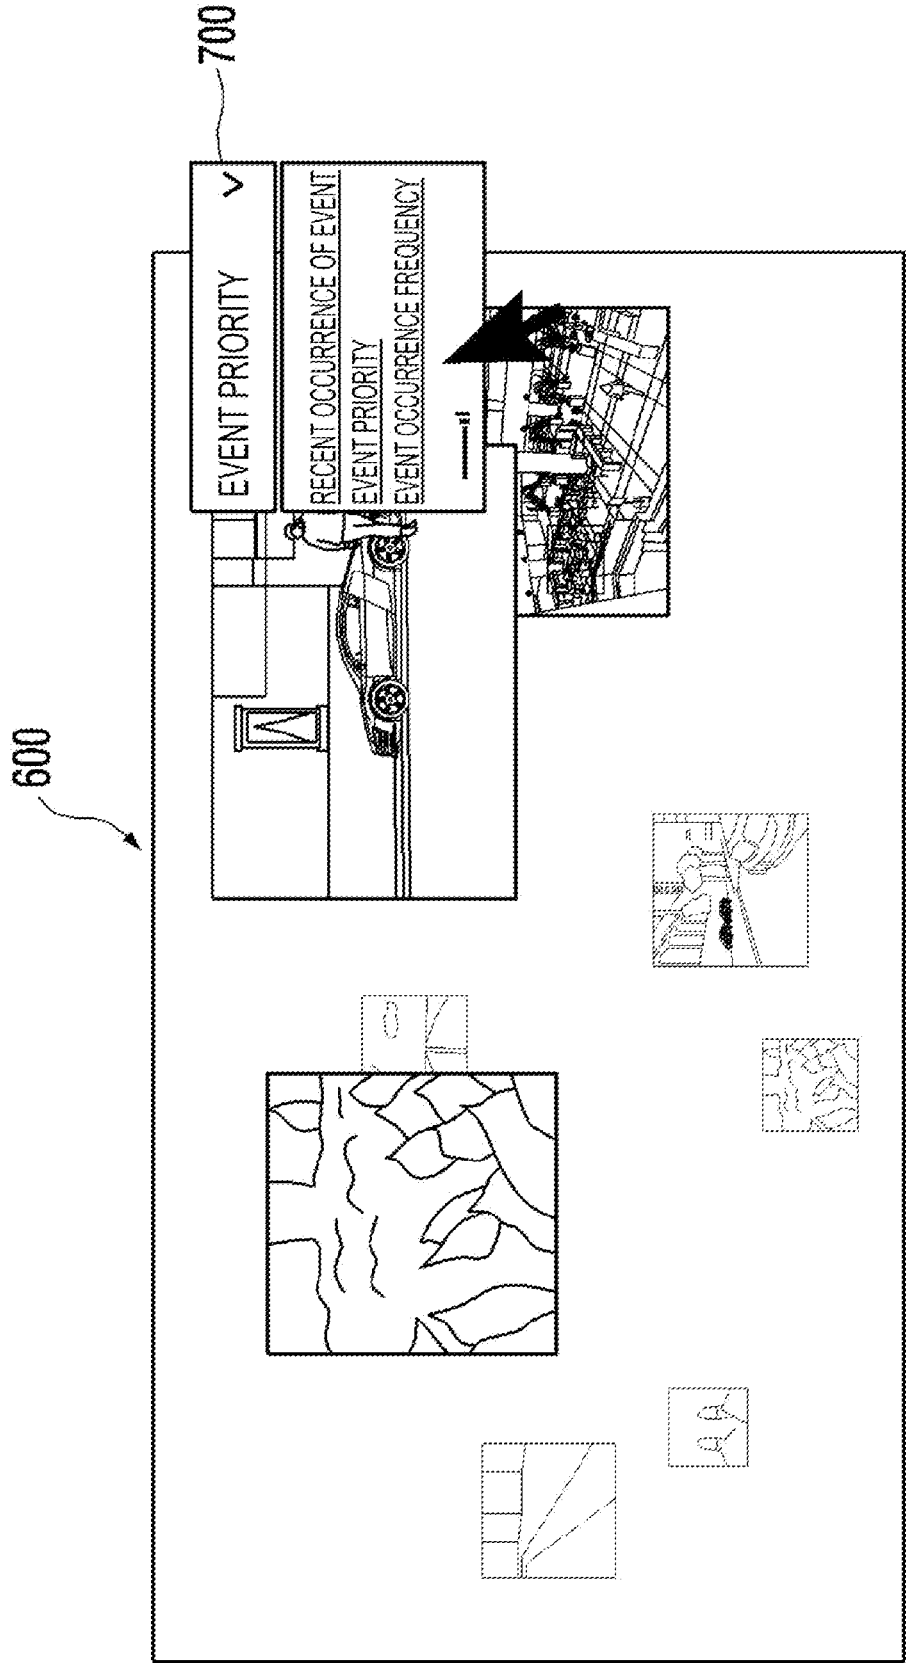 600
700
EVENT PRIORITY
RECENT OCCURRENCE OF EVENT
EVENT PRIORITY
EVENT OCCURRENCE FREQUENCY